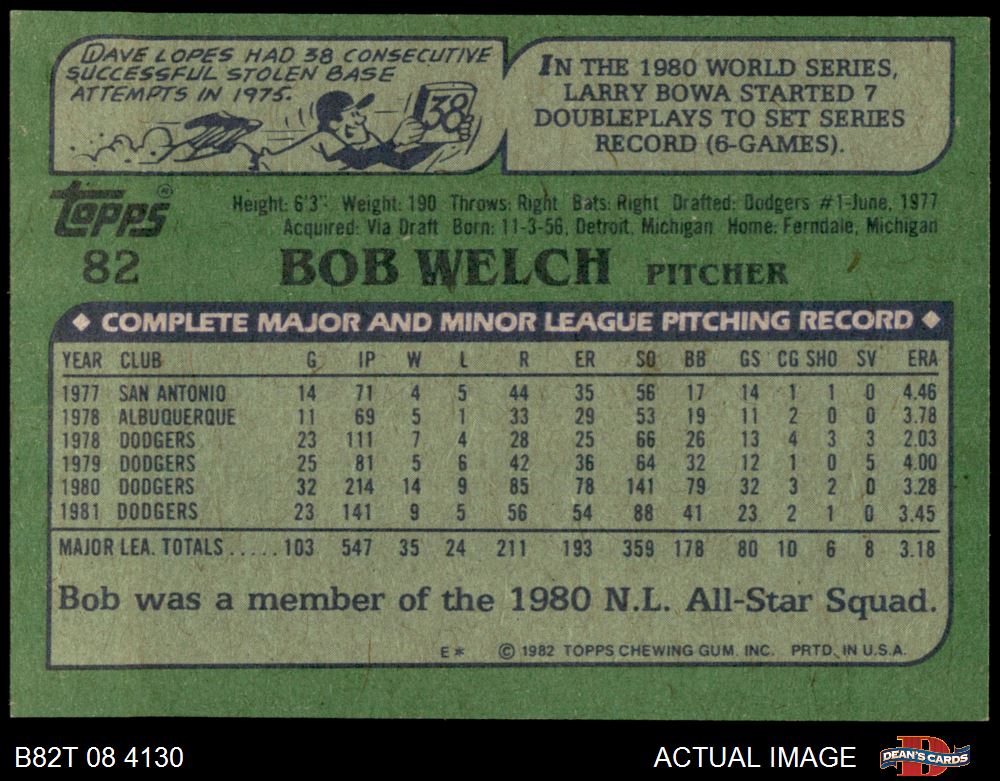 DAVE LOPES HAD 38 CONSECUTIVE
SUCCESSFUL STOLEN BASE
ATTEMPTS IN 1975.
38
IN THE 1980 WORLD SERIES,
LARRY BOWA STARTED 7
DOUBLEPLAYS TO SET SERIES
RECORD (6-GAMES).
Topps®
Height: 6'3" Weight: 190 Throws: Right Bats: Right Drafted: Dodgers #1-June, 1977
Acquired: Via Draft Born: 11-3-56, Detroit, Michigan Home: Ferndale, Michigan
82 BOB WELCH PITCHER
◆ COMPLETE MAJOR AND MINOR LEAGUE PITCHING RECORD ◆
YEAR CLUB G IP W L R ER SO BB GS CG SHO SV ERA
1977 SAN ANTONIO 14 71 4 5 44 35 56 17 14 1 1 0 4.46
1978 ALBUQUERQUE 11 69 5 1 33 29 53 19 11 2 0 0 3.78
1978 DODGERS 23 111 7 4 28 25 66 26 13 4 3 3 2.03
1979 DODGERS 25 81 5 6 42 36 64 32 12 1 0 5 4.00
1980 DODGERS 32 214 14 9 85 78 141 79 32 3 2 0 3.28
1981 DODGERS 23 141 9 5 56 54 88 41 23 2 1 0 3.45
MAJOR LEA. TOTALS ..... 103 547 35 24 211 193 359 178 80 10 6 8 3.18
Bob was a member of the 1980 N.L. All-Star Squad.
E* © 1982 TOPPS CHEWING GUM, INC. PRTD. IN U.S.A.
B82T 08 4130 ACTUAL IMAGE DEAN'S CARDS